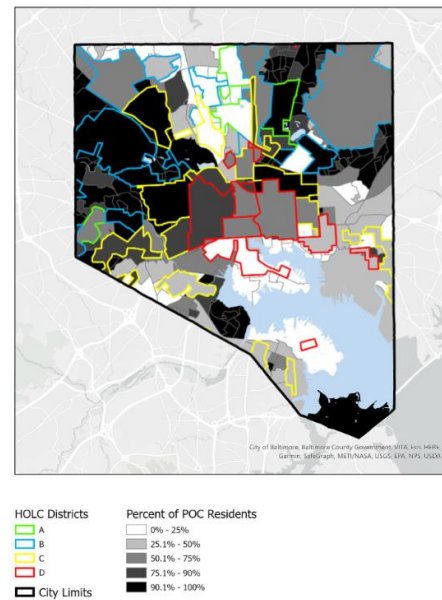 City of Baltimore, Baltimore County Government, VITA, Esri, HERE,
Garmin, SafeGraph, METI/NASA, USGS, EPA, NPS, USDA
HOLC Districts
A
B
C
D
City Limits
Percent of POC Residents
0% - 25%
25.1% - 50%
50.1% - 75%
75.1% - 90%
90.1% - 100%